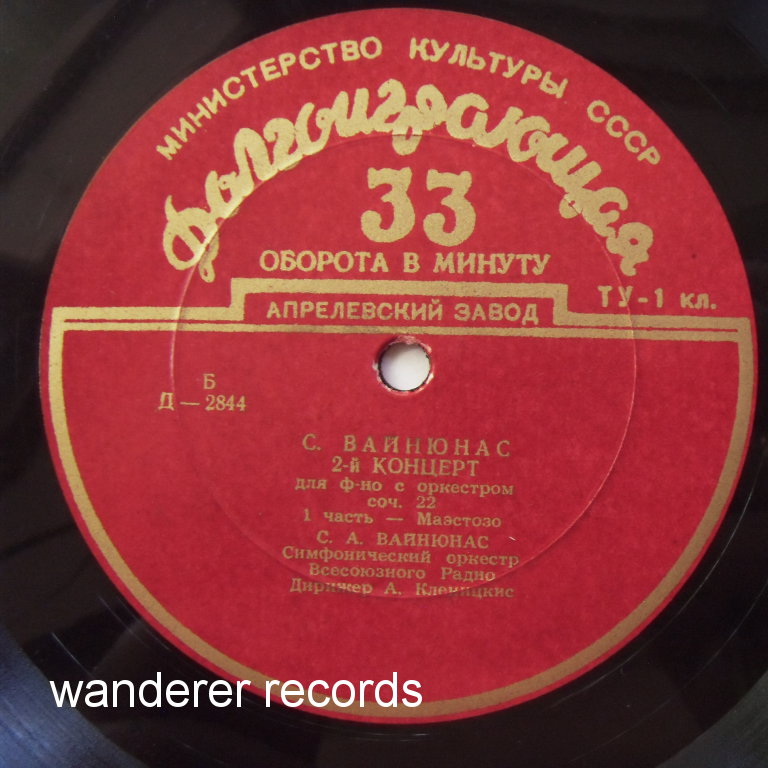 МИНИСТЕРСТВО КУЛЬТУРЫ СССР
Долгоиграющая
33
ОБОРОТА В МИНУТУ
ТУ-1 кл.
АПРЕЛЕВСКИЙ ЗАВОД
Б
Д — 2844
С. ВАЙНЮНАС
2-й КОНЦЕРТ
для ф-но с оркестром
соч. 22
1 часть — Маэстозо
С. А. ВАЙНЮНАС
Симфонический оркестр
Всесоюзного Радио
Дирижер А. Кленицкис
wanderer records